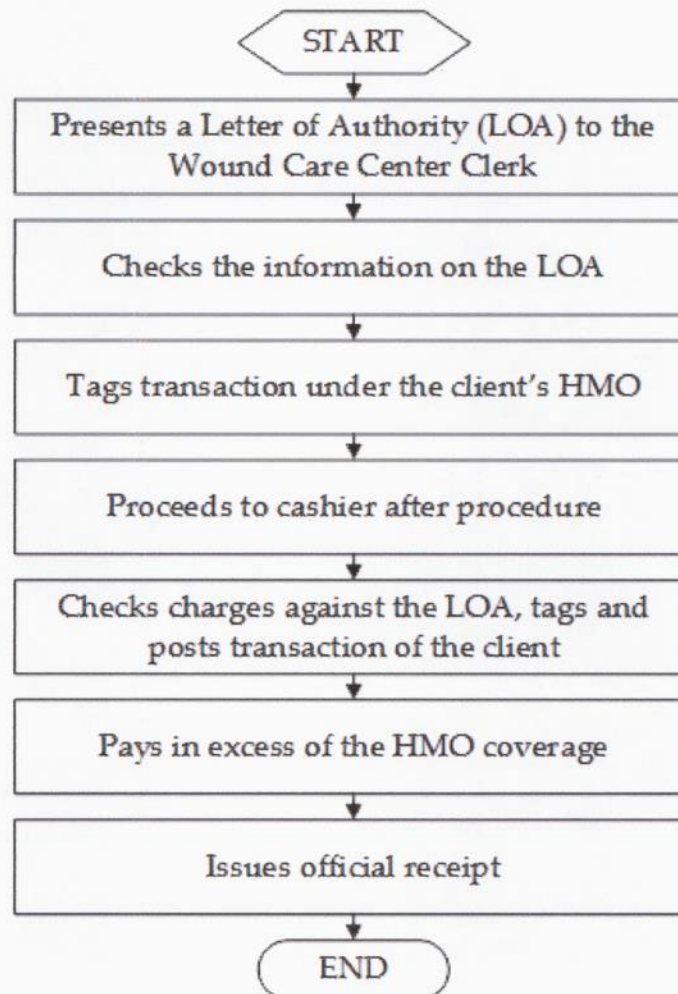 START
Presents a Letter of Authority (LOA) to the
Wound Care Center Clerk
Checks the information on the LOA
Tags transaction under the client's HMO
Proceeds to cashier after procedure
Checks charges against the LOA, tags and
posts transaction of the client
Pays in excess of the HMO coverage
Issues official receipt
END